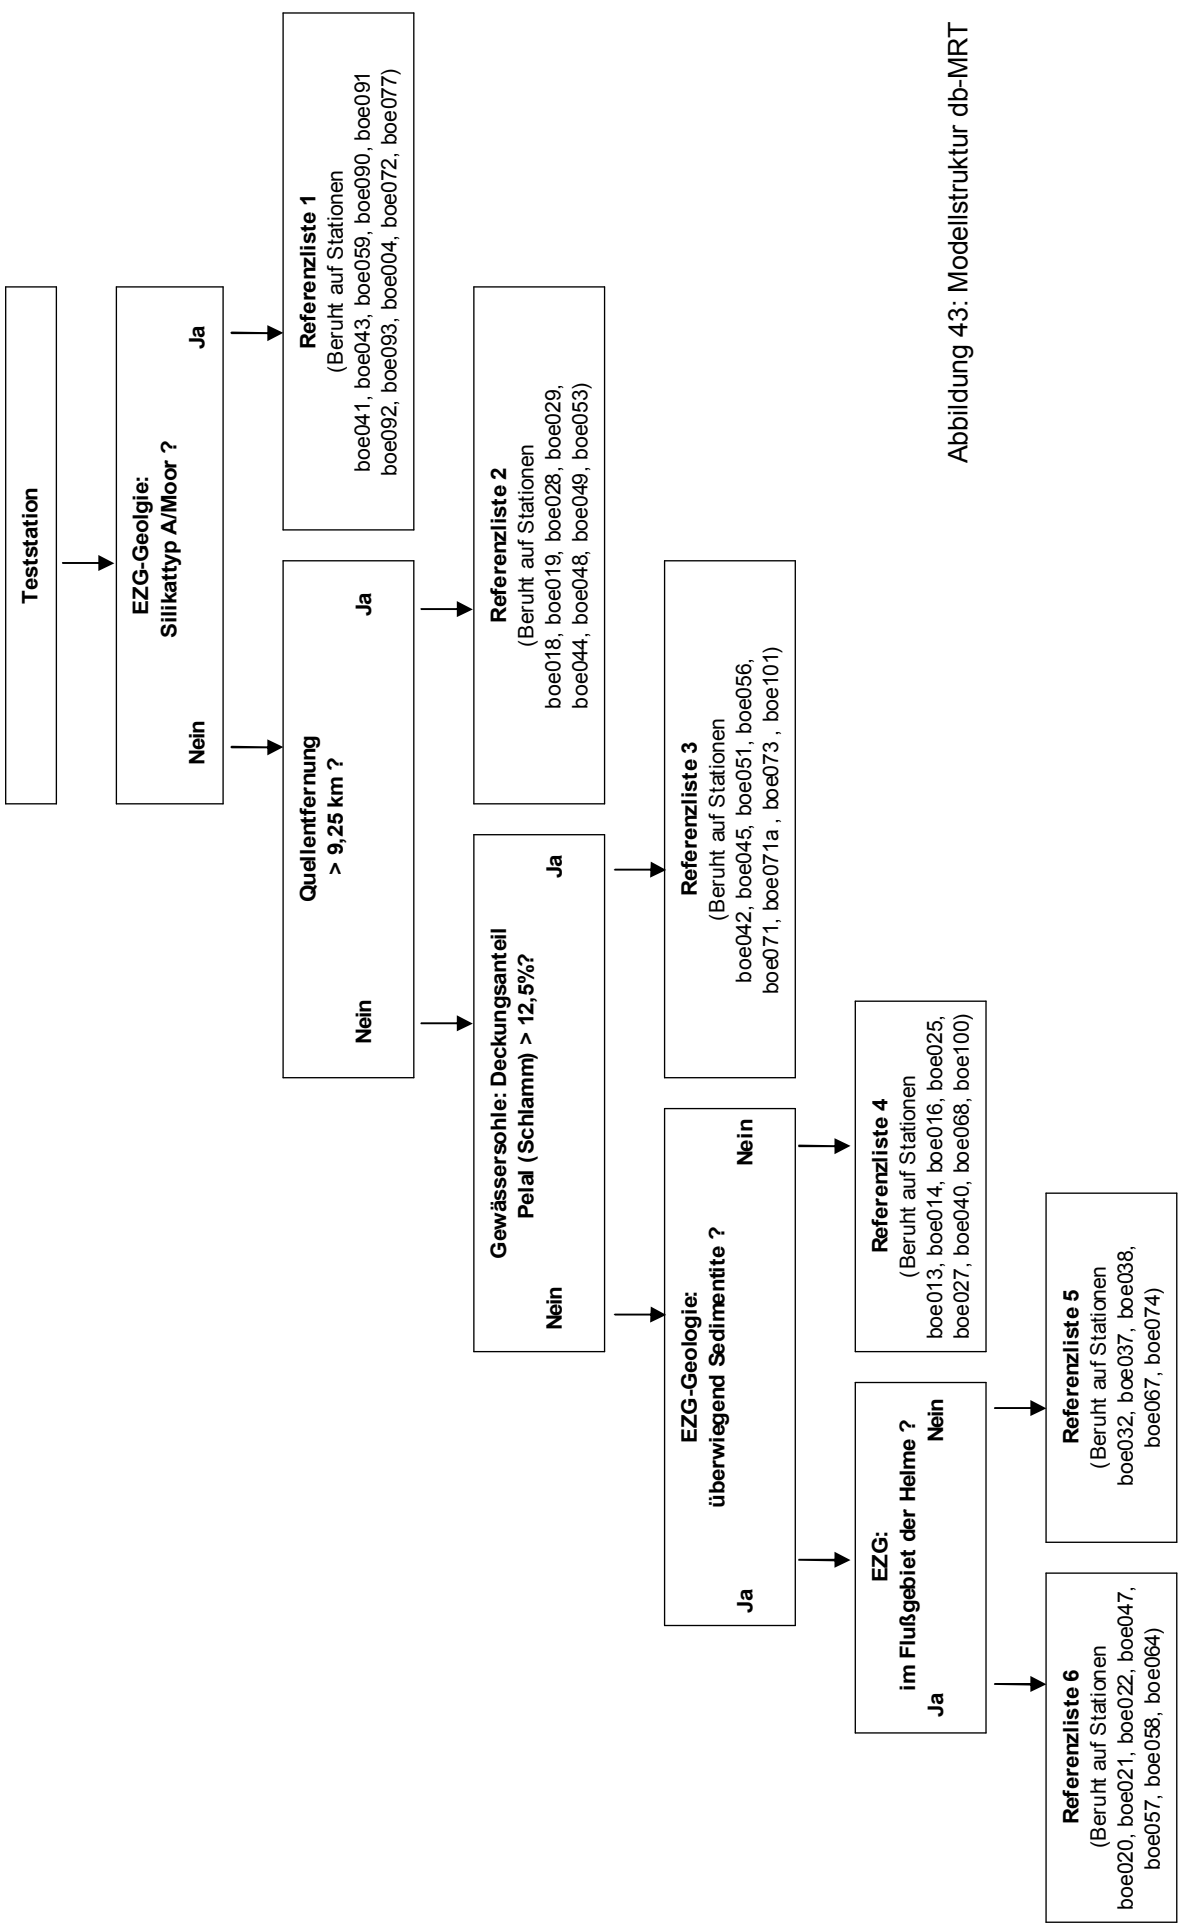 Teststation
EZG-Geolgie:
Silikattyp A/Moor ?
Nein
Ja
Referenzliste 1
(Beruht auf Stationen
boe041, boe043, boe059, boe090, boe091
boe092, boe093, boe004, boe072, boe077)
Quellentfernung
> 9,25 km ?
Nein
Ja
Referenzliste 2
(Beruht auf Stationen
boe018, boe019, boe028, boe029,
boe044, boe048, boe049, boe053)
Gewässersohle: Deckungsanteil
Pelal (Schlamm) > 12,5%?
Nein
Ja
Referenzliste 3
(Beruht auf Stationen
boe042, boe045, boe051, boe056,
boe071, boe071a , boe073 , boe101)
EZG-Geologie:
überwiegend Sedimentite ?
Ja
Nein
Referenzliste 4
(Beruht auf Stationen
boe013, boe014, boe016, boe025,
boe027, boe040, boe068, boe100)
EZG:
im Flußgebiet der Helme ?
Ja
Nein
Referenzliste 5
(Beruht auf Stationen
boe032, boe037, boe038,
boe067, boe074)
Referenzliste 6
(Beruht auf Stationen
boe020, boe021, boe022, boe047,
boe057, boe058, boe064)
Abbildung 43: Modellstruktur db-MRT